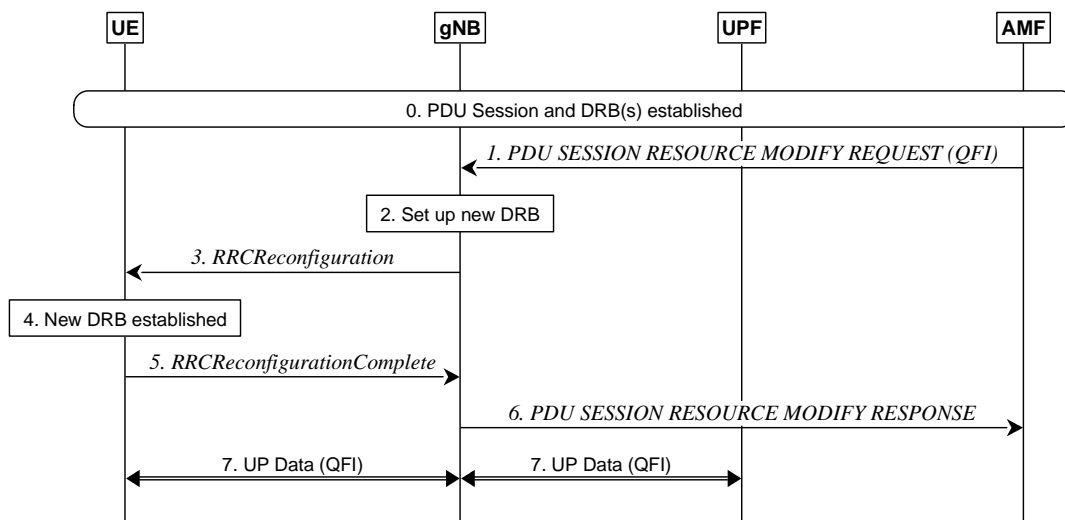 UE gNB UPF AMF
0. PDU Session and DRB(s) established
1. PDU SESSION RESOURCE MODIFY REQUEST (QFI)
2. Set up new DRB
3. RRCReconfiguration
4. New DRB established
5. RRCReconfigurationComplete
6. PDU SESSION RESOURCE MODIFY RESPONSE
7. UP Data (QFI) 7. UP Data (QFI)